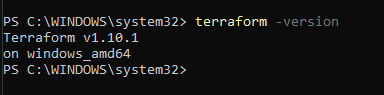 PS C:\WINDOWS\system32> terraform -version
Terraform v1.10.1
on windows_amd64
PS C:\WINDOWS\system32>